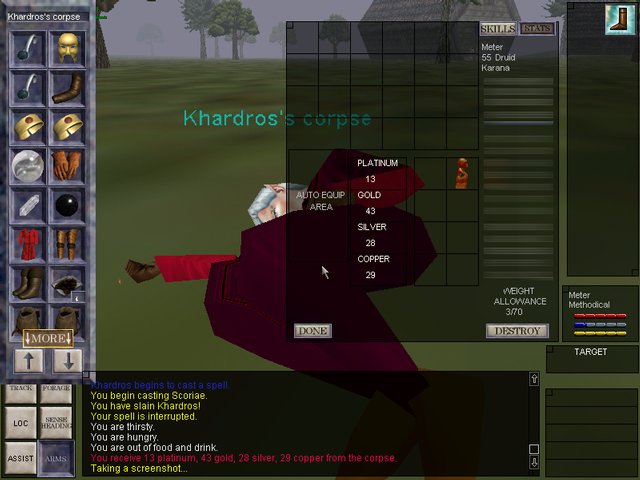 Khardros's corpse
SKILLS
STATS
Meter
55 Druid
Karana
Khardros's corpse
PLATINUM
13
AUTO EQUIP
AREA
GOLD
43
SILVER
28
COPPER
29
WEIGHT
ALLOWANCE
3/70
DONE
DESTROY
Meter
Methodical
TARGET
MORE
TRACK
FORAGE
LOC
SENSE
HEADING
ASSIST
ARMS
Khardros begins to cast a spell.
You begin casting Scoriae.
You have slain Khardros!
Your spell is interrupted.
You are thirsty.
You are hungry.
You are out of food and drink.
You receive 13 platinum, 43 gold, 28 silver, 29 copper from the corpse.
Taking a screenshot...